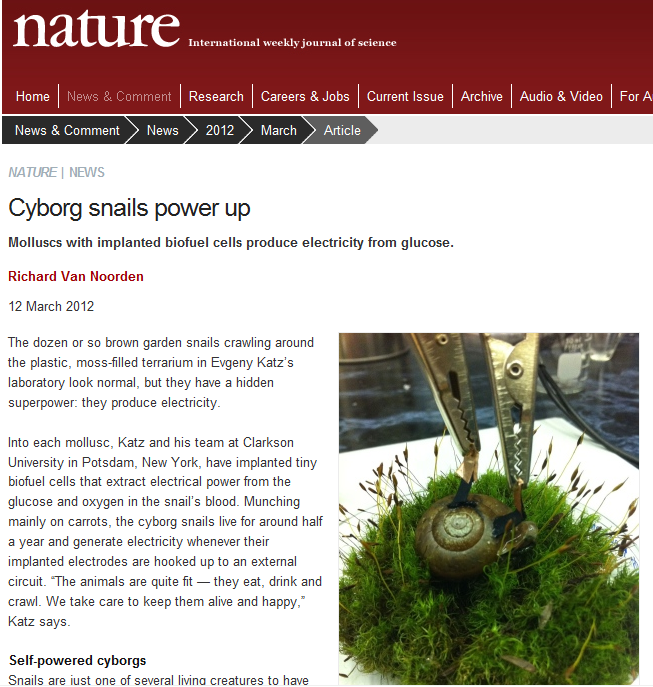 nature International weekly journal of science
Home News & Comment Research Careers & Jobs Current Issue Archive Audio & Video For A
News & Comment News 2012 March Article
NATURE | NEWS
Cyborg snails power up
Molluscs with implanted biofuel cells produce electricity from glucose.
Richard Van Noorden
12 March 2012
The dozen or so brown garden snails crawling around
the plastic, moss-filled terrarium in Evgeny Katz’s
laboratory look normal, but they have a hidden
superpower: they produce electricity.
Into each mollusc, Katz and his team at Clarkson
University in Potsdam, New York, have implanted tiny
biofuel cells that extract electrical power from the
glucose and oxygen in the snail’s blood. Munching
mainly on carrots, the cyborg snails live for around half
a year and generate electricity whenever their
implanted electrodes are hooked up to an external
circuit. “The animals are quite fit — they eat, drink and
crawl. We take care to keep them alive and happy,”
Katz says.
Self-powered cyborgs
Snails are just one of several living creatures to have